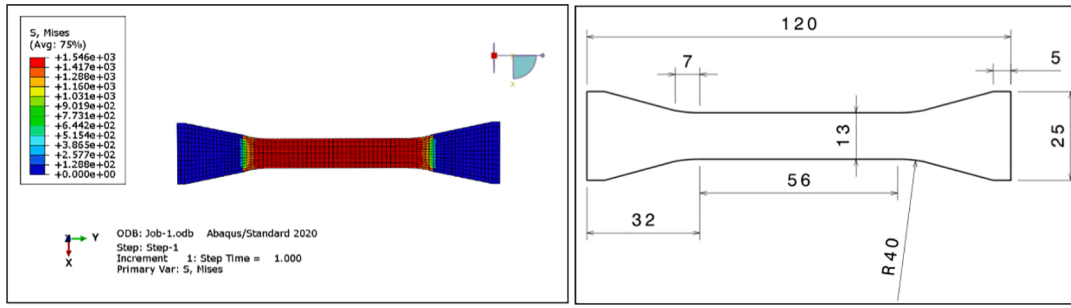 S, Mises
(Avg: 75%)
+1.546e+03
+1.417e+03
+1.288e+03
+1.160e+03
+1.031e+03
+9.019e+02
+7.731e+02
+6.442e+02
+5.154e+02
+3.865e+02
+2.577e+02
+1.288e+02
+0.000e+00
X
Z Y
X
ODB: Job-1.odb Abaqus/Standard 2020
Step: Step-1
Increment 1: Step Time = 1.000
Primary Var: S, Mises
120
7
5
13
25
56
32
R40